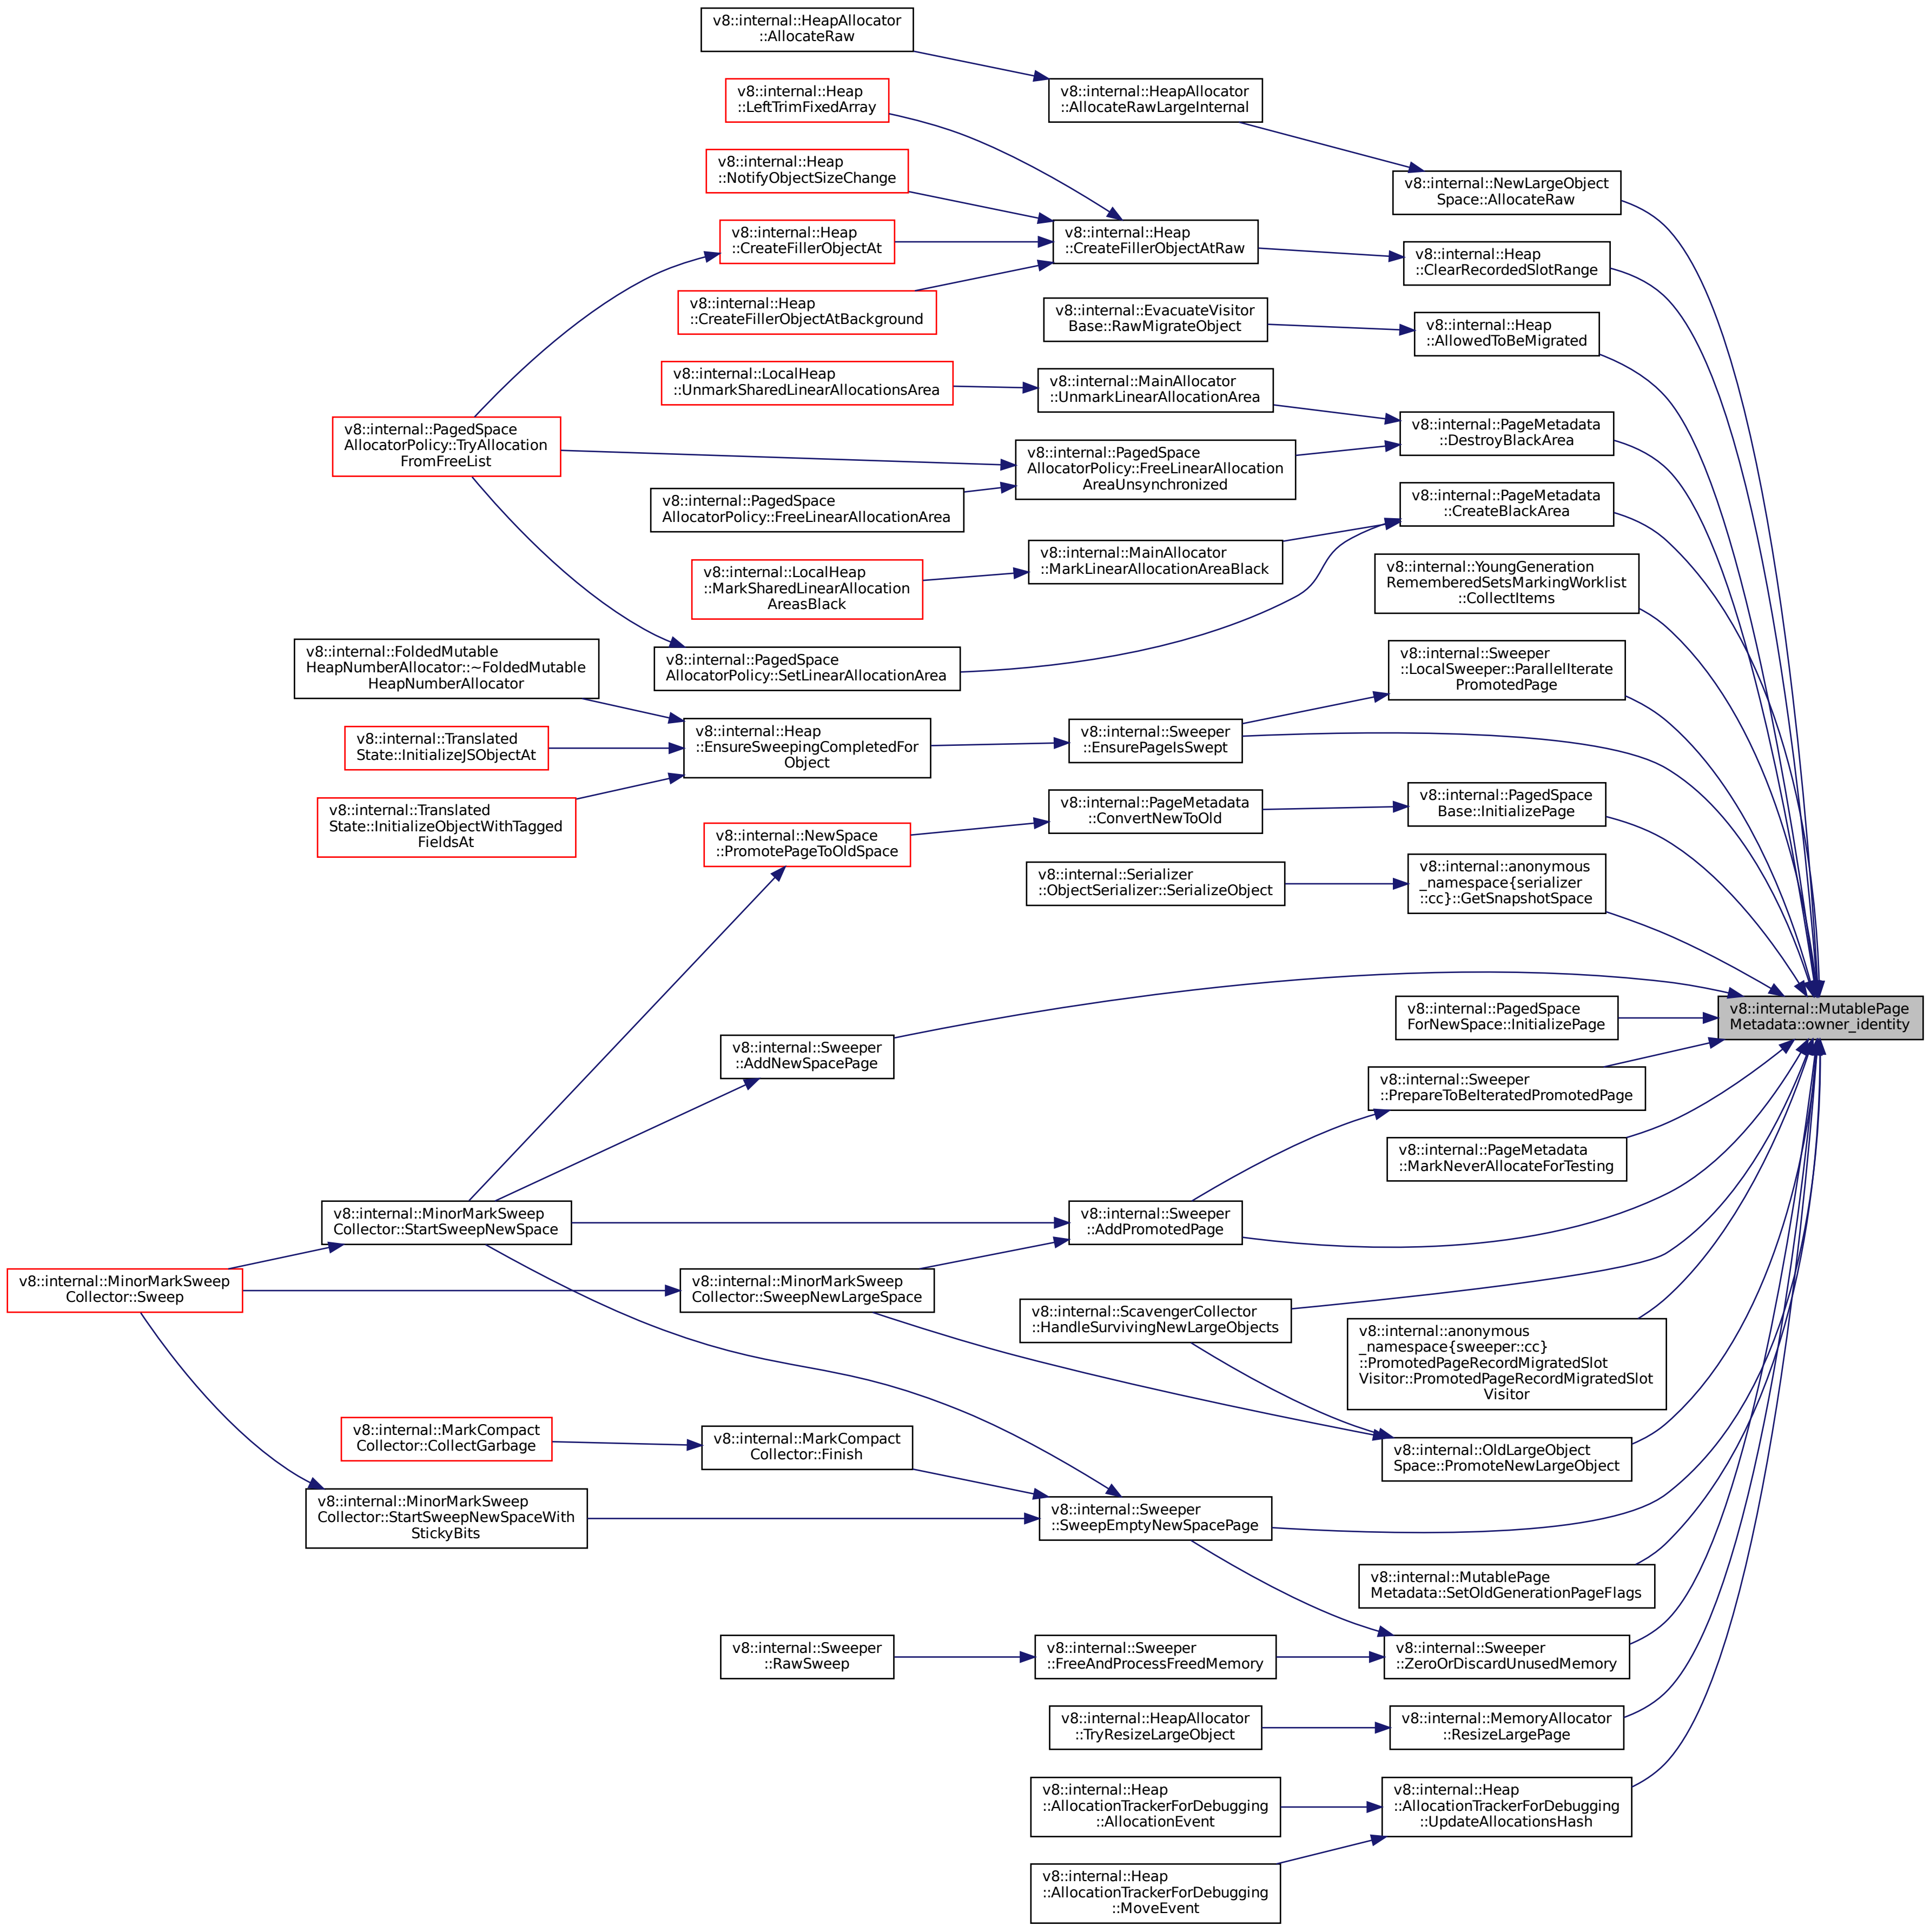 v8::internal::HeapAllocator
::AllocateRaw
v8::internal::Heap
::LeftTrimFixedArray
v8::internal::HeapAllocator
::AllocateRawLargeInternal
v8::internal::Heap
::NotifyObjectSizeChange
v8::internal::NewLargeObject
Space::AllocateRaw
v8::internal::Heap
::CreateFillerObjectAt
v8::internal::Heap
::CreateFillerObjectAtRaw
v8::internal::Heap
::ClearRecordedSlotRange
v8::internal::Heap
::CreateFillerObjectAtBackground
v8::internal::EvacuateVisitor
Base::RawMigrateObject
v8::internal::Heap
::AllowedToBeMigrated
v8::internal::LocalHeap
::UnmarkSharedLinearAllocationsArea
v8::internal::MainAllocator
::UnmarkLinearAllocationArea
v8::internal::PagedSpace
AllocatorPolicy::TryAllocation
FromFreeList
v8::internal::PageMetadata
::DestroyBlackArea
v8::internal::PagedSpace
AllocatorPolicy::FreeLinearAllocation
AreaUnsynchronized
v8::internal::PagedSpace
AllocatorPolicy::FreeLinearAllocationArea
v8::internal::PageMetadata
::CreateBlackArea
v8::internal::LocalHeap
::MarkSharedLinearAllocation
AreasBlack
v8::internal::MainAllocator
::MarkLinearAllocationAreaBlack
v8::internal::YoungGeneration
RememberedSetsMarkingWorklist
::CollectItems
v8::internal::FoldedMutable
HeapNumberAllocator::~FoldedMutable
HeapNumberAllocator
v8::internal::PagedSpace
AllocatorPolicy::SetLinearAllocationArea
v8::internal::Sweeper
::LocalSweeper::ParallelIterate
PromotedPage
v8::internal::Translated
State::InitializeJSObjectAt
v8::internal::Heap
::EnsureSweepingCompletedFor
Object
v8::internal::Sweeper
::EnsurePageIsSwept
v8::internal::Translated
State::InitializeObjectWithTagged
FieldsAt
v8::internal::NewSpace
::PromotePageToOldSpace
v8::internal::PageMetadata
::ConvertNewToOld
v8::internal::PagedSpace
Base::InitializePage
v8::internal::Serializer
::ObjectSerializer::SerializeObject
v8::internal::anonymous
_namespace{serializer
::cc}::GetSnapshotSpace
v8::internal::PagedSpace
ForNewSpace::InitializePage
v8::internal::MutablePage
Metadata::owner_identity
v8::internal::Sweeper
::AddNewSpacePage
v8::internal::Sweeper
::PrepareToBeIteratedPromotedPage
v8::internal::PageMetadata
::MarkNeverAllocateForTesting
v8::internal::MinorMarkSweep
Collector::StartSweepNewSpace
v8::internal::Sweeper
::AddPromotedPage
v8::internal::MinorMarkSweep
Collector::Sweep
v8::internal::MinorMarkSweep
Collector::SweepNewLargeSpace
v8::internal::ScavengerCollector
::HandleSurvivingNewLargeObjects
v8::internal::anonymous
_namespace{sweeper::cc}
::PromotedPageRecordMigratedSlot
Visitor::PromotedPageRecordMigratedSlot
Visitor
v8::internal::MarkCompact
Collector::CollectGarbage
v8::internal::MarkCompact
Collector::Finish
v8::internal::OldLargeObject
Space::PromoteNewLargeObject
v8::internal::MinorMarkSweep
Collector::StartSweepNewSpaceWith
StickyBits
v8::internal::Sweeper
::SweepEmptyNewSpacePage
v8::internal::MutablePage
Metadata::SetOldGenerationPageFlags
v8::internal::Sweeper
::RawSweep
v8::internal::Sweeper
::FreeAndProcessFreedMemory
v8::internal::Sweeper
::ZeroOrDiscardUnusedMemory
v8::internal::HeapAllocator
::TryResizeLargeObject
v8::internal::MemoryAllocator
::ResizeLargePage
v8::internal::Heap
::AllocationTrackerForDebugging
::AllocationEvent
v8::internal::Heap
::AllocationTrackerForDebugging
::UpdateAllocationsHash
v8::internal::Heap
::AllocationTrackerForDebugging
::MoveEvent